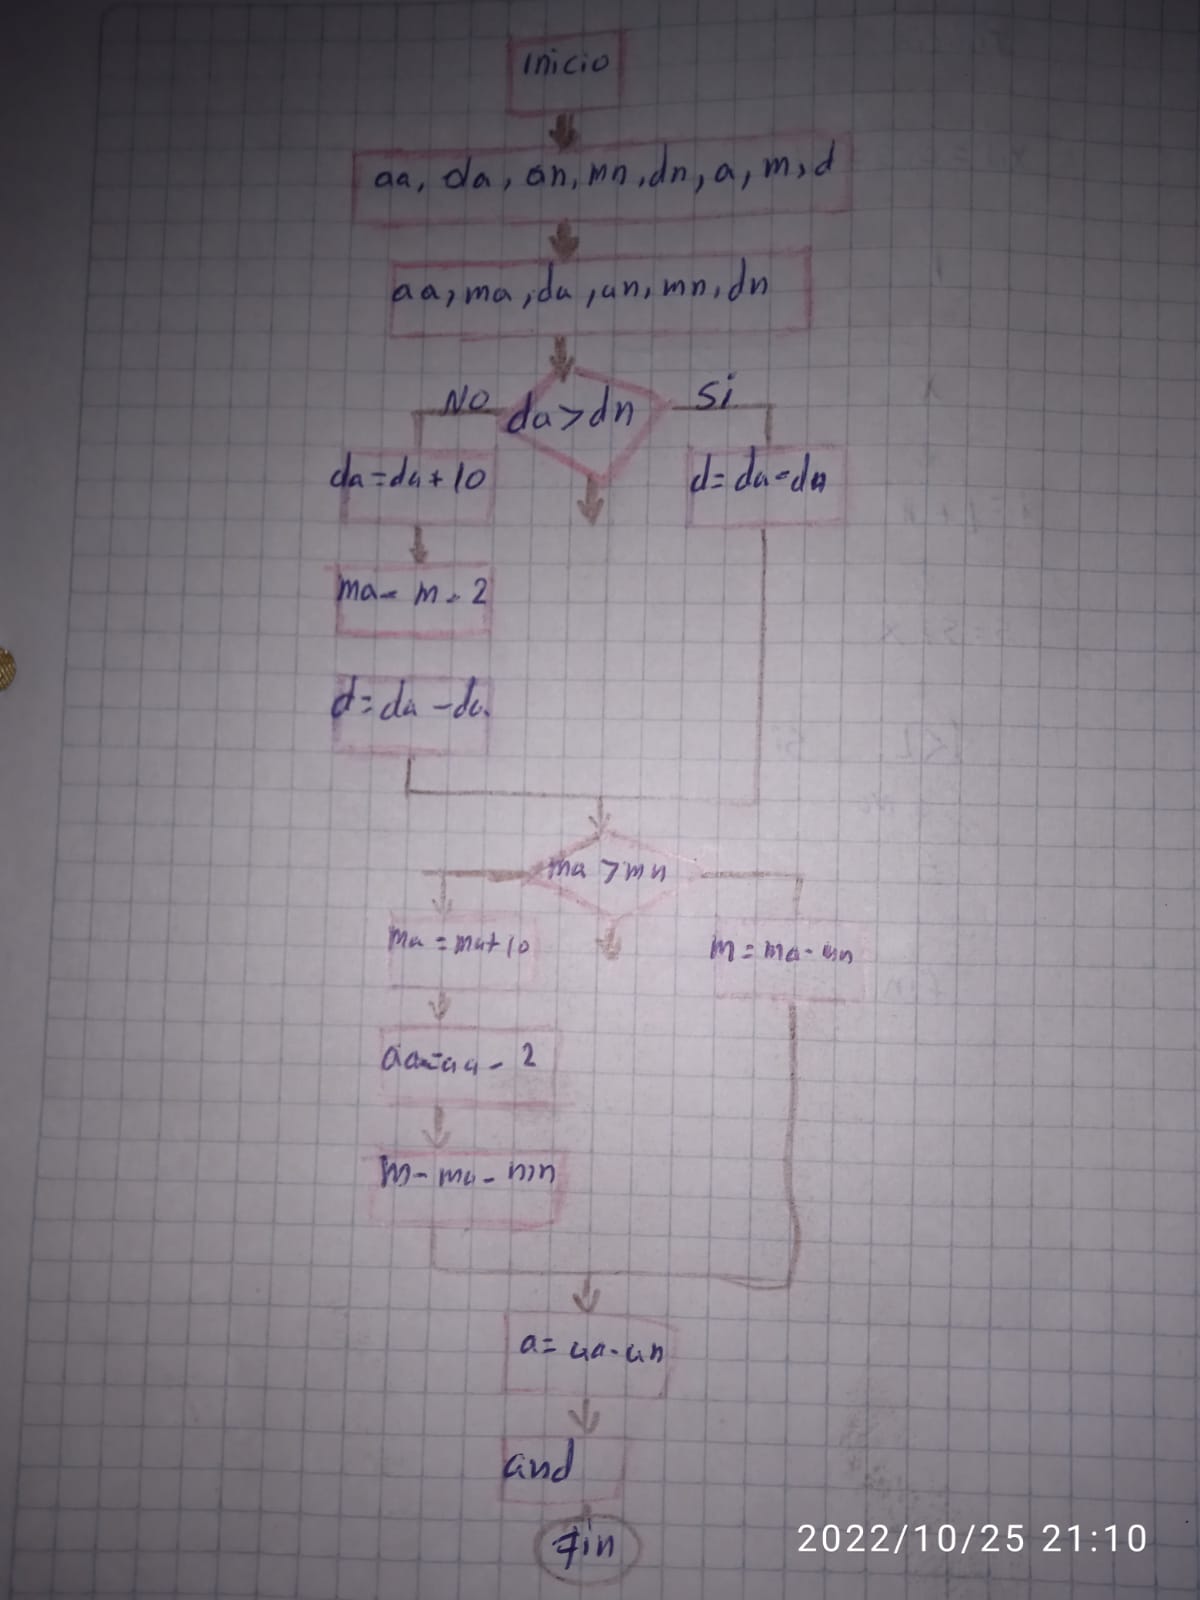 inicio
aa, da, an, mn, dn, a, m, d
aa, ma, da, an, mn, dn
NO
da > dn
Si
da = da + 10
d = da - dn
ma - m - 2
d = da - da.
ma > mn
ma = ma + 10
m = ma - mn
aa = aa - 2
m - ma - mn
a = aa - an
and
fin
2022/10/25 21:10